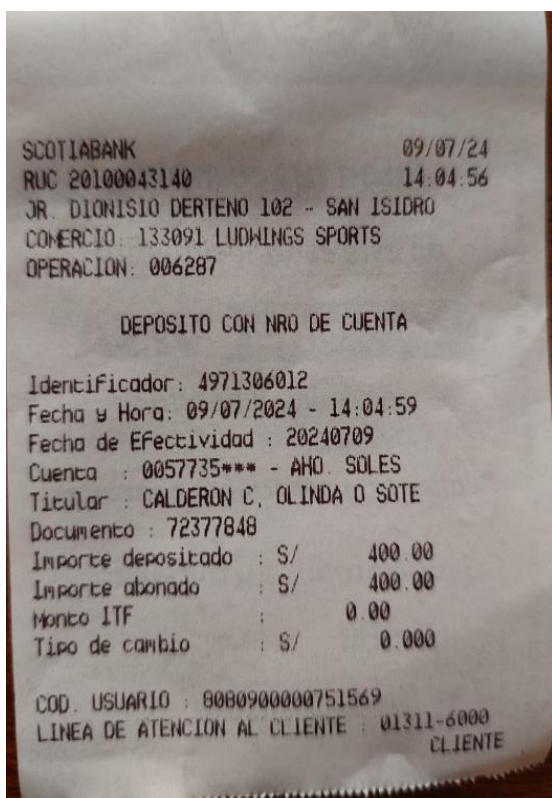 SCOTIABANK 09/07/24
RUC 20100043140 14:04:56
JR. DIONISIO DERTENO 102 - SAN ISIDRO
COMERCIO: 133091 LUDWINGS SPORTS
OPERACION: 006287
DEPOSITO CON NRO DE CUENTA
Identificador: 4971306012
Fecha y Hora: 09/07/2024 - 14:04:59
Fecha de Efectividad : 20240709
Cuenta : 0057735*** - AHO. SOLES
Titular : CALDERON C, OLINDA O SOTE
Documento : 72377848
Importe depositado : S/ 400.00
Importe abonado : S/ 400.00
Monto ITF : 0.00
Tipo de cambio : S/ 0.000
COD. USUARIO : 8080900000751569
LINEA DE ATENCION AL CLIENTE : 01311-6000
CLIENTE